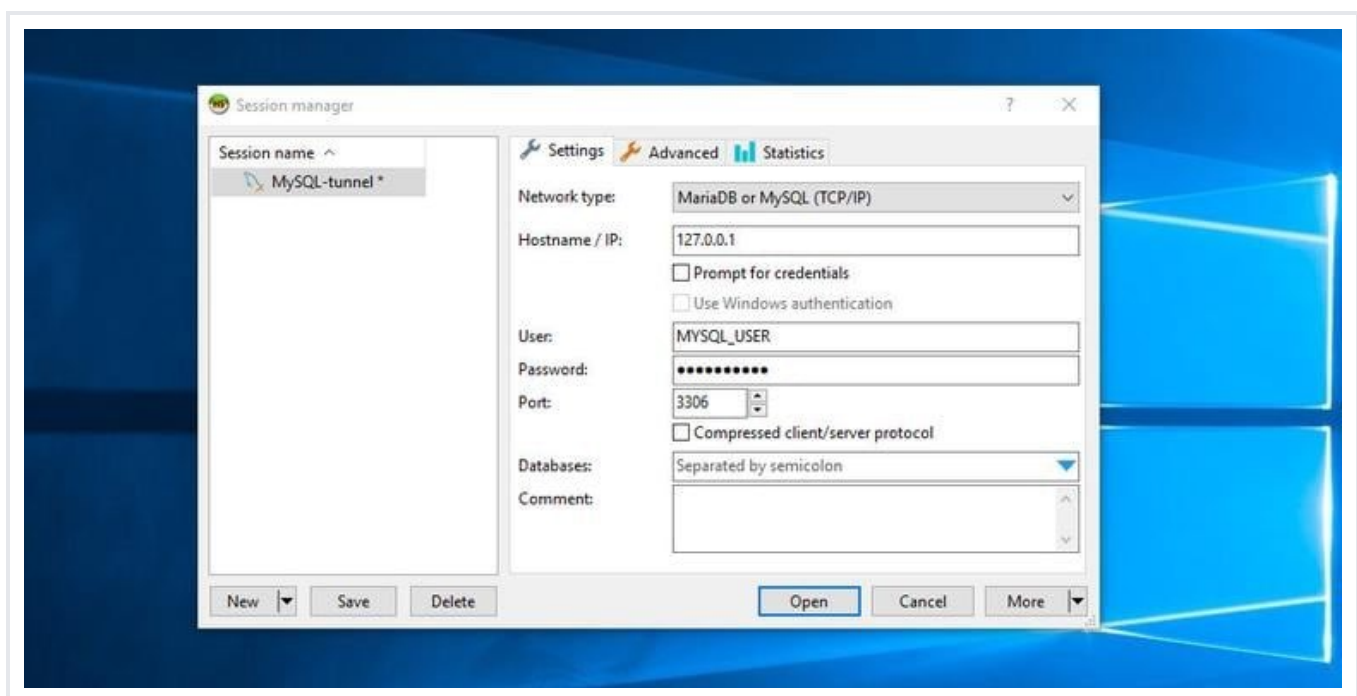 Session manager
Session name
MySQL-tunnel *
Settings Advanced Statistics
Network type: MariaDB or MySQL (TCP/IP)
Hostname / IP: 127.0.0.1
Prompt for credentials
Use Windows authentication
User: MYSQL_USER
Password: ●●●●●●●●●●
Port: 3306
Compressed client/server protocol
Databases: Separated by semicolon
Comment:
New Save Delete Open Cancel More